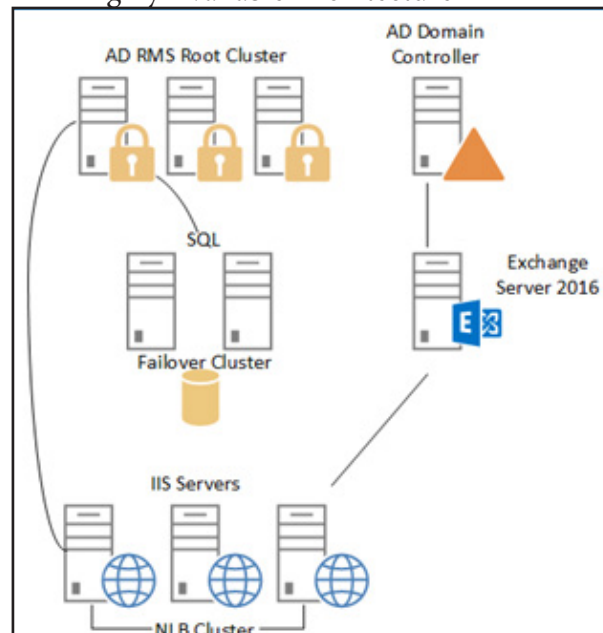 AD RMS Root Cluster
AD Domain
Controller
SQL
Exchange
Server 2016
E
Failover Cluster
IIS Servers
NLB Cluster